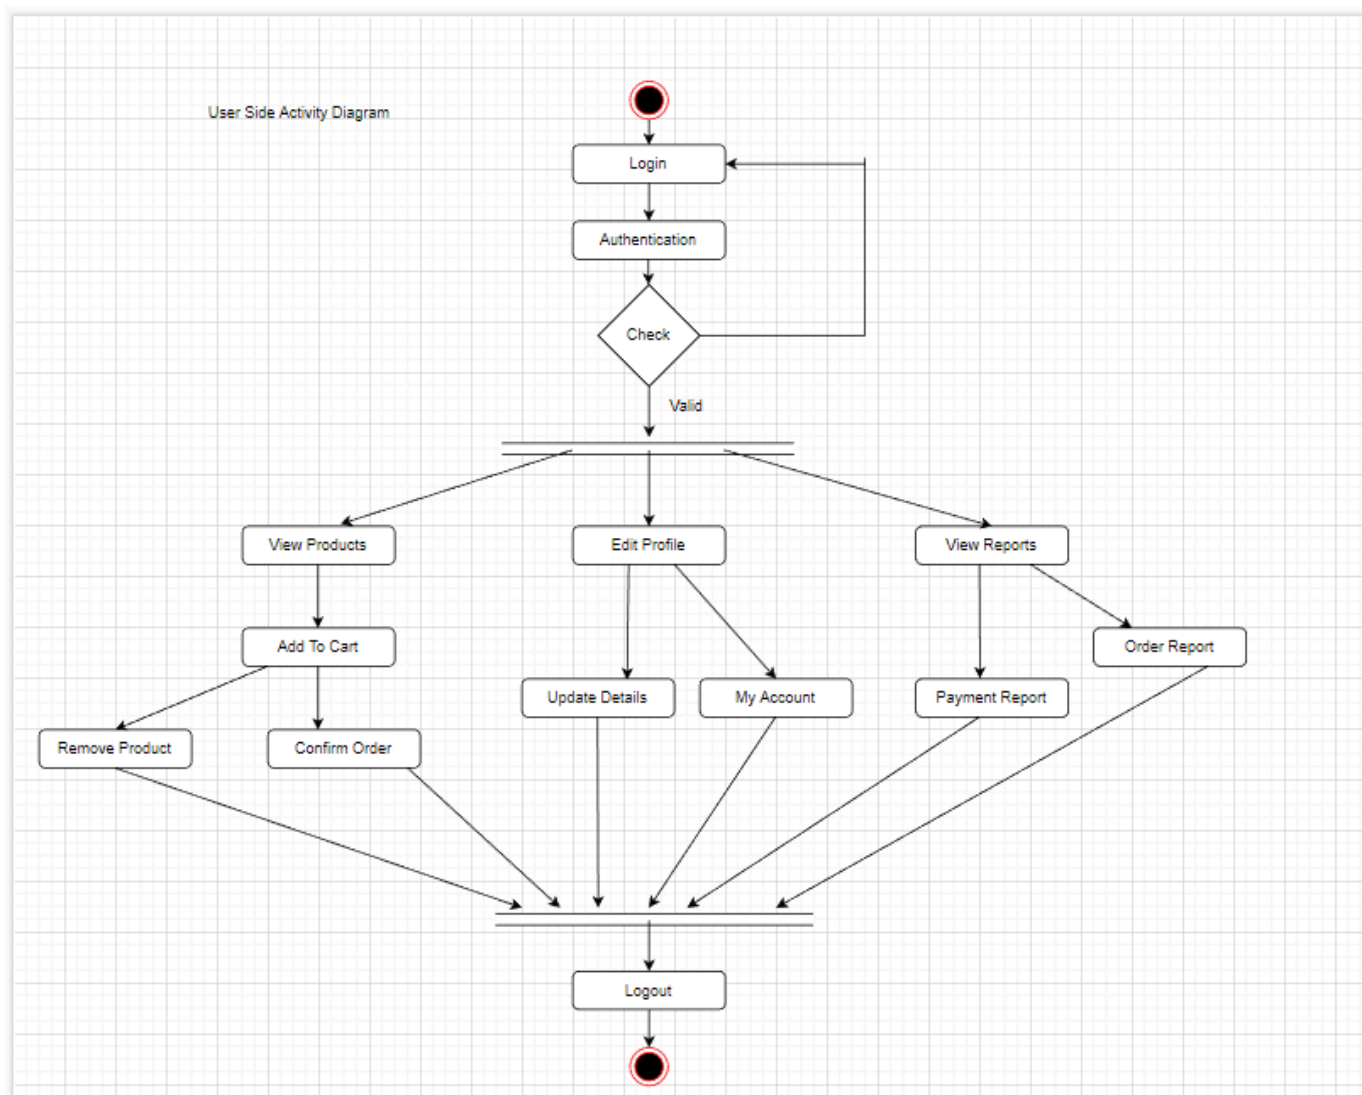 User Side Activity Diagram
Login
Authentication
Check
Valid
View Products
Edit Profile
View Reports
Add To Cart
Order Report
Update Details
My Account
Payment Report
Remove Product
Confirm Order
Logout